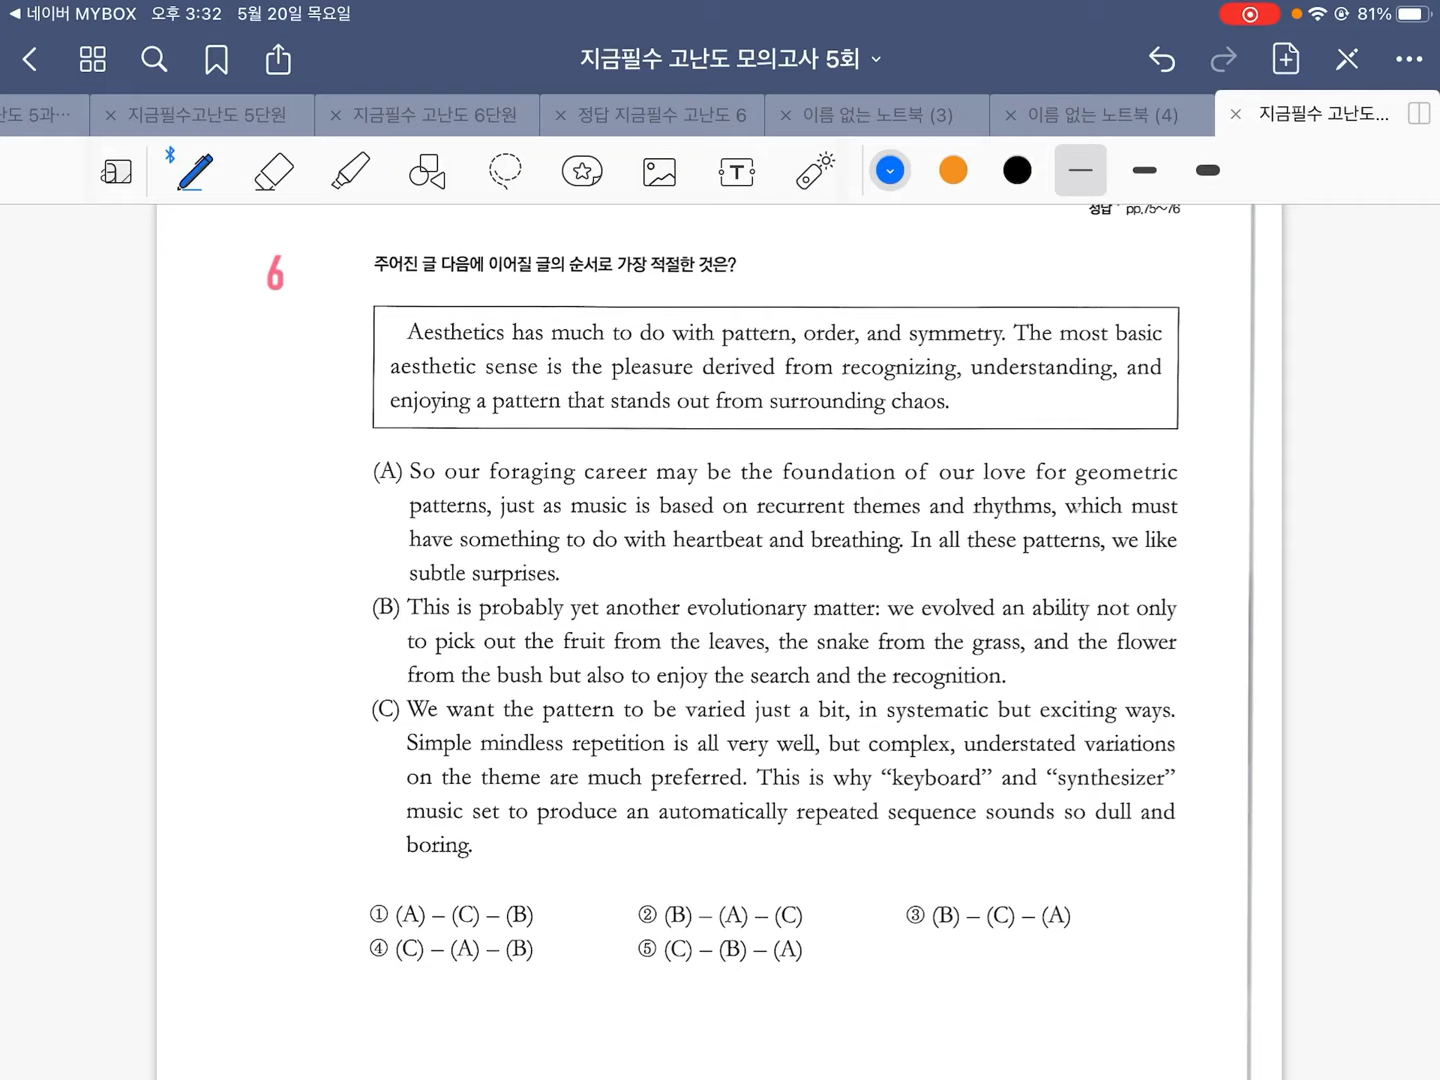 ◀ 네이버 MYBOX 오후 3:32 5월 20일 목요일 81%
지금필수 고난도 모의고사 5회
난도 5과… × 지금필수고난도 5단원 × 지금필수 고난도 6단원 × 정답 지금필수 고난도 6 × 이름 없는 노트북 (3) × 이름 없는 노트북 (4) × 지금필수 고난도…
정답 pp.75~76
6 주어진 글 다음에 이어질 글의 순서로 가장 적절한 것은?
Aesthetics has much to do with pattern, order, and symmetry. The most basic
aesthetic sense is the pleasure derived from recognizing, understanding, and
enjoying a pattern that stands out from surrounding chaos.
(A) So our foraging career may be the foundation of our love for geometric
patterns, just as music is based on recurrent themes and rhythms, which must
have something to do with heartbeat and breathing. In all these patterns, we like
subtle surprises.
(B) This is probably yet another evolutionary matter: we evolved an ability not only
to pick out the fruit from the leaves, the snake from the grass, and the flower
from the bush but also to enjoy the search and the recognition.
(C) We want the pattern to be varied just a bit, in systematic but exciting ways.
Simple mindless repetition is all very well, but complex, understated variations
on the theme are much preferred. This is why “keyboard” and “synthesizer”
music set to produce an automatically repeated sequence sounds so dull and
boring.
① (A) – (C) – (B) ② (B) – (A) – (C) ③ (B) – (C) – (A)
④ (C) – (A) – (B) ⑤ (C) – (B) – (A)